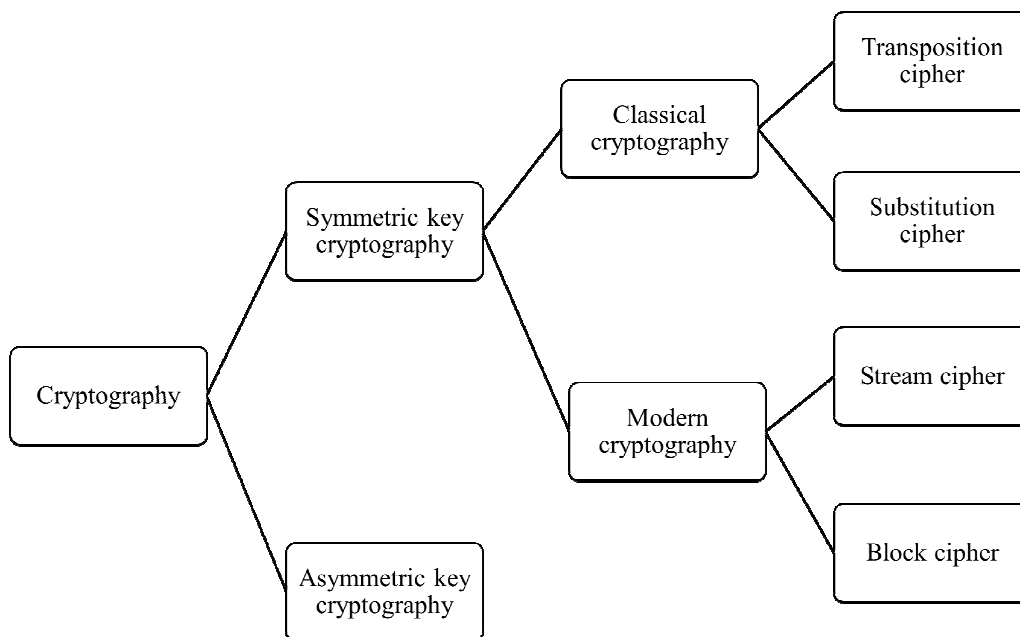 Transposition
cipher
Classical
cryptography
Substitution
cipher
Symmetric key
cryptography
Cryptography
Stream cipher
Modern
cryptography
Block cipher
Asymmetric key
cryptography